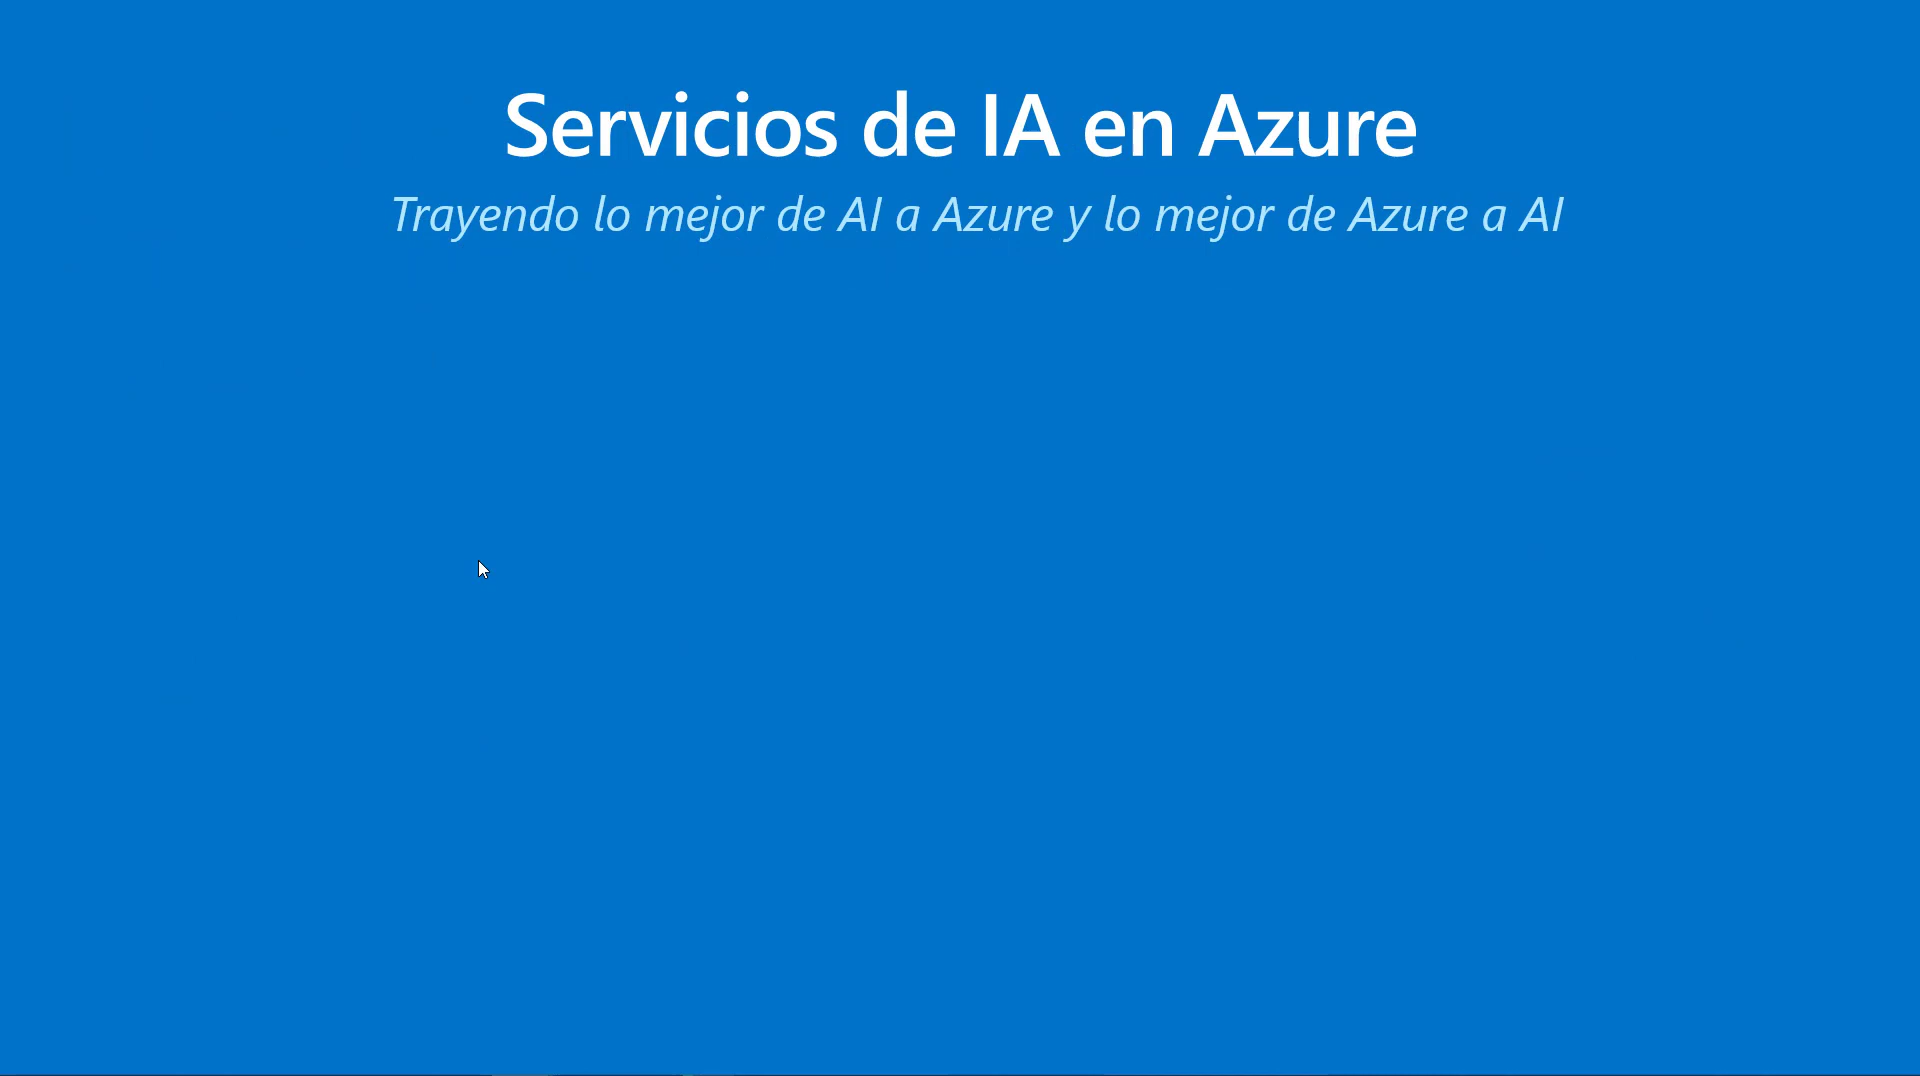 Servicios de IA en Azure
Trayendo lo mejor de AI a Azure y lo mejor de Azure a AI